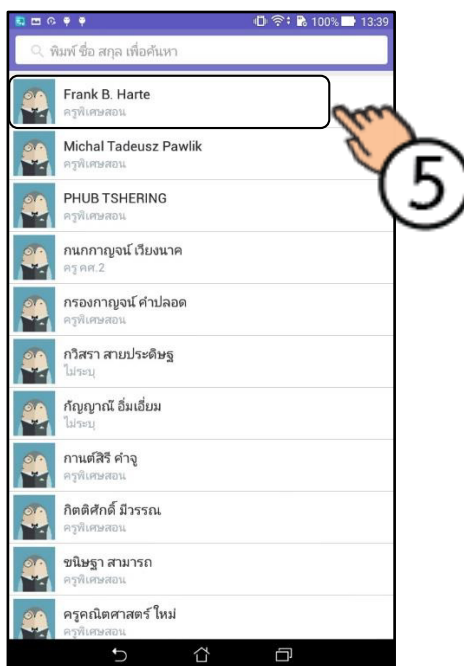 100% 13:39
พิมพ์ ชื่อ สกุล เพื่อค้นหา
Frank B. Harte
ครูพิเศษสอน
Michal Tadeusz Pawlik
ครูพิเศษสอน
PHUB TSHERING
ครูพิเศษสอน
กนกกาญจน์ เวียงนาค
ครู คศ.2
กรองกาญจน์ คำปลอด
ครูพิเศษสอน
กวิสรา สายประดิษฐ
ไม่ระบุ
กัญญาณี อิ่มเอี่ยม
ไม่ระบุ
กานต์สิรี คำจู
ครูพิเศษสอน
กิตติศักดิ์ มีวรรณ
ครูพิเศษสอน
ขนิษฐา สามารถ
ครูพิเศษสอน
ครูคณิตศาสตร์ ใหม่
ครูพิเศษสอน
5